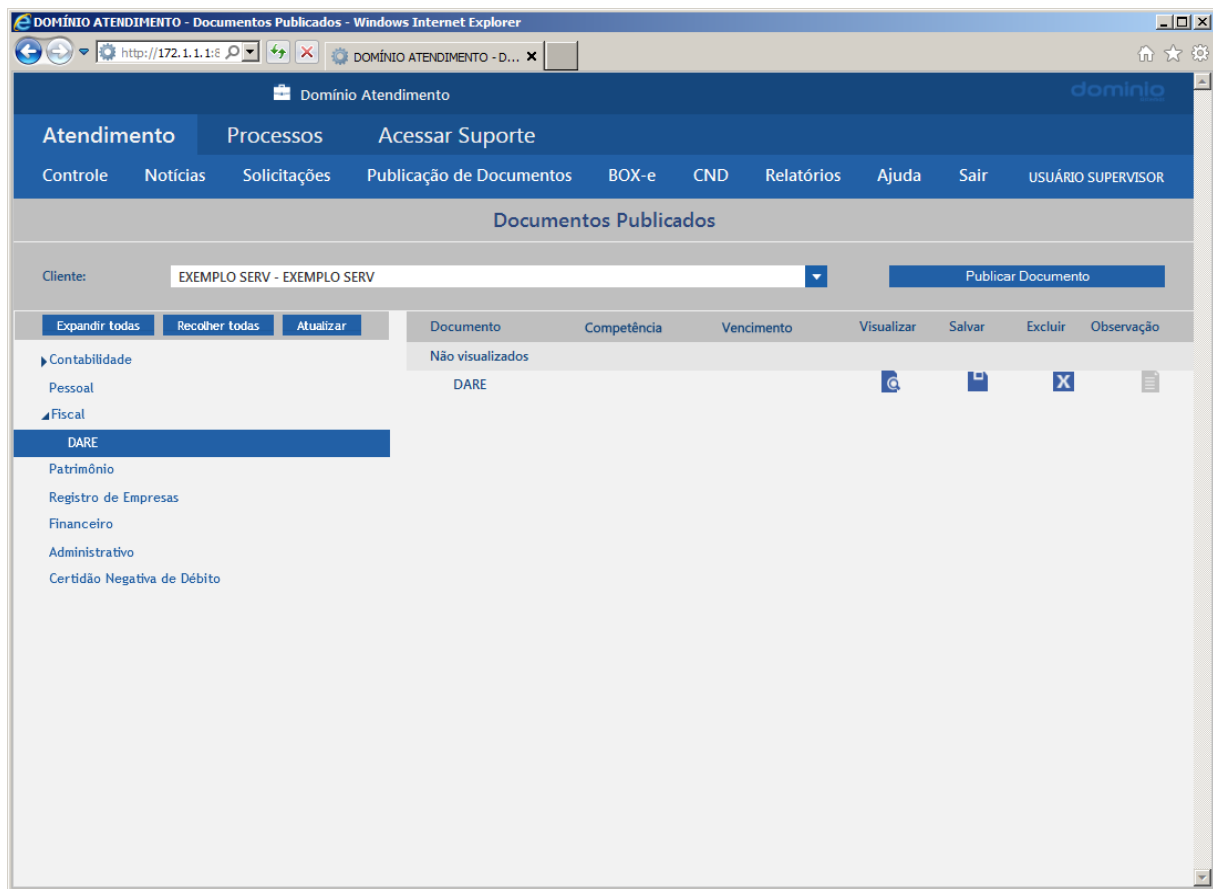 DOMÍNIO ATENDIMENTO - Documentos Publicados - Windows Internet Explorer
http://172.1.1.1:8 DOMÍNIO ATENDIMENTO - D...
Domínio Atendimento dominio
Atendimento Processos Acessar Suporte
Controle Notícias Solicitações Publicação de Documentos BOX-e CND Relatórios Ajuda Sair USUÁRIO SUPERVISOR
Documentos Publicados
Cliente: EXEMPLO SERV - EXEMPLO SERV Publicar Documento
Expandir todas Recolher todas Atualizar Documento Competência Vencimento Visualizar Salvar Excluir Observação
Contabilidade Não visualizados
Pessoal DARE
Fiscal
DARE
Patrimônio
Registro de Empresas
Financeiro
Administrativo
Certidão Negativa de Débito